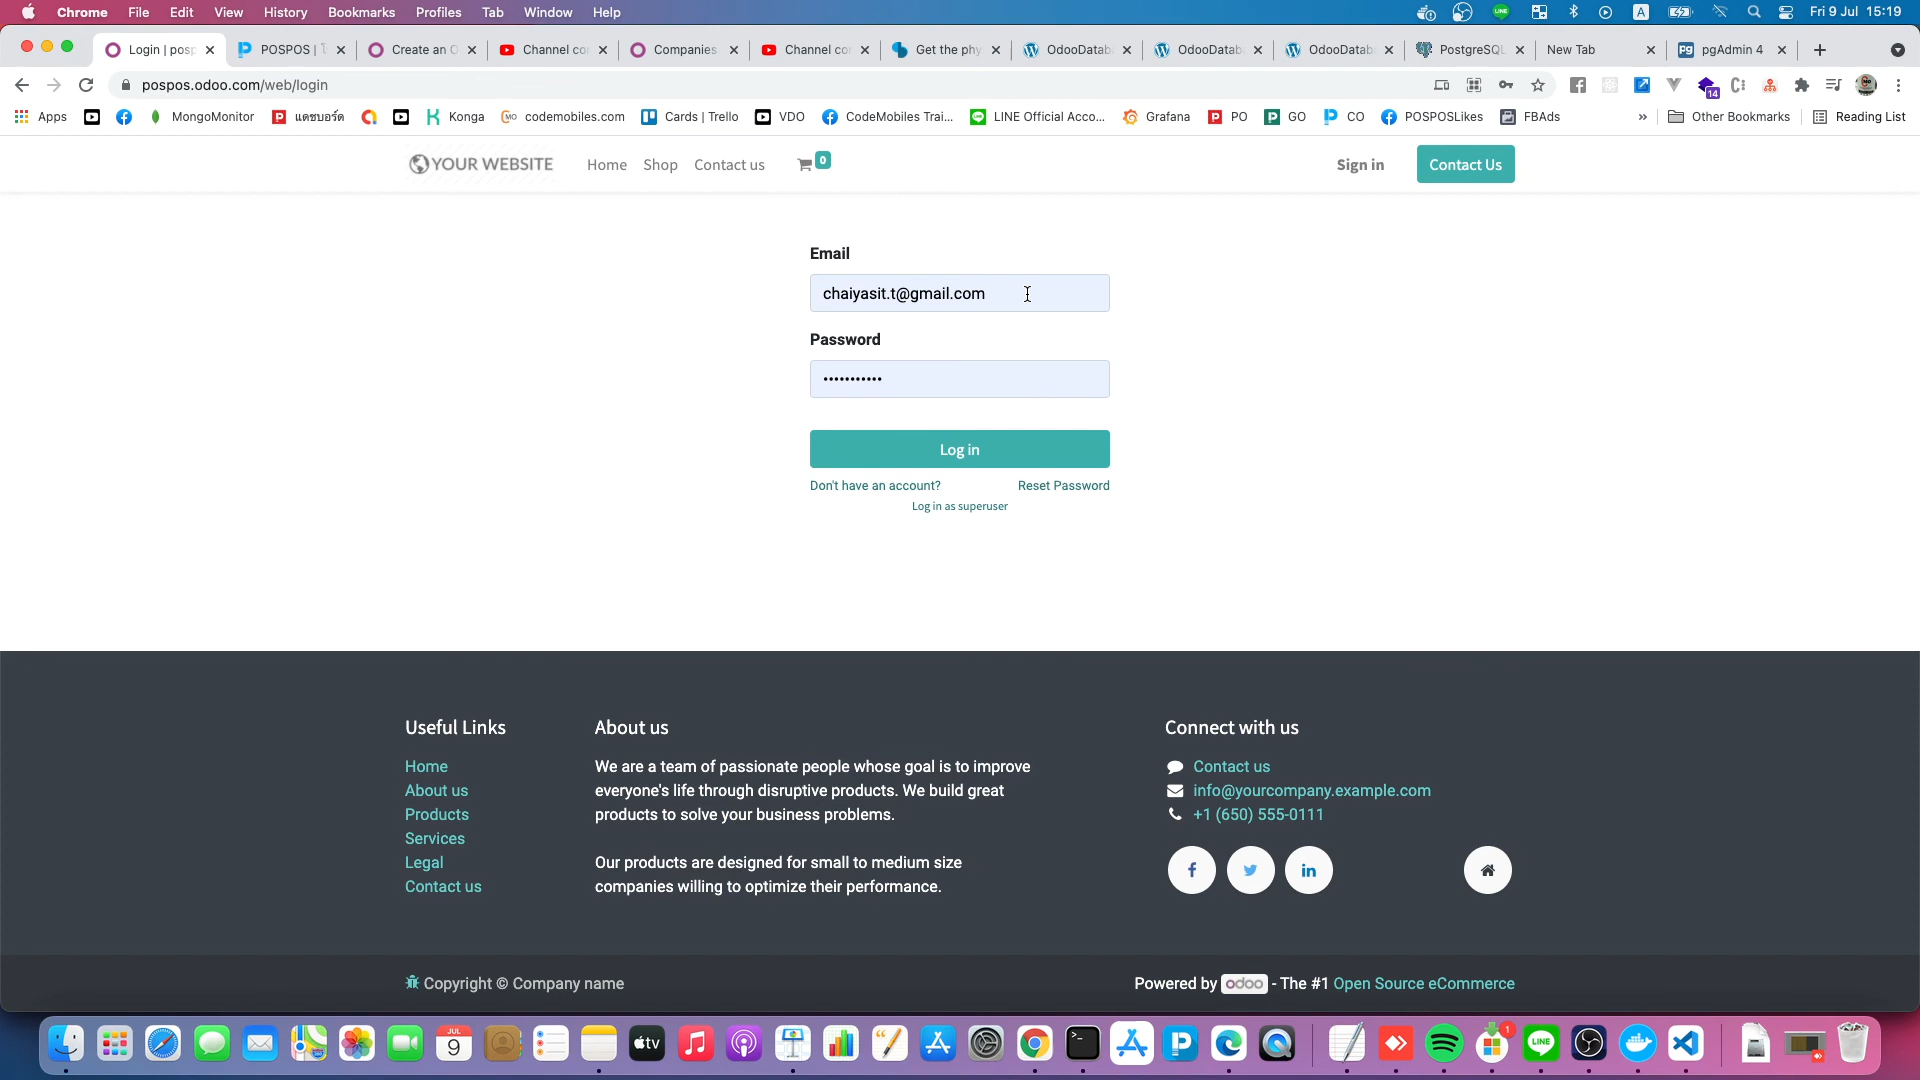 Chrome File Edit View History Bookmarks Profiles Tab Window Help
A Fri 9 Jul 15:19
Login | posp POSPOS | Create an O Channel co Companies Channel co Get the phy OdooDatab OdooDatab OdooDatab PostgreSQL New Tab pgAdmin 4
pospos.odoo.com/web/login
14
Apps MongoMonitor แดชบอร์ด Konga codemobiles.com Cards | Trello VDO CodeMobiles Trai... LINE Official Acco... Grafana PO GO CO POSPOSLikes FBAds » Other Bookmarks Reading List
YOUR WEBSITE Home Shop Contact us 0 Sign in Contact Us
Email
chaiyasit.t@gmail.com
Password
•••••••••••
Log in
Don't have an account? Reset Password
Log in as superuser
Useful Links
Home
About us
Products
Services
Legal
Contact us
About us
We are a team of passionate people whose goal is to improve
everyone's life through disruptive products. We build great
products to solve your business problems.
Our products are designed for small to medium size
companies willing to optimize their performance.
Connect with us
Contact us
info@yourcompany.example.com
+1 (650) 555-0111
Copyright © Company name
Powered by odoo - The #1 Open Source eCommerce
JUL
9
tv
1
LINE